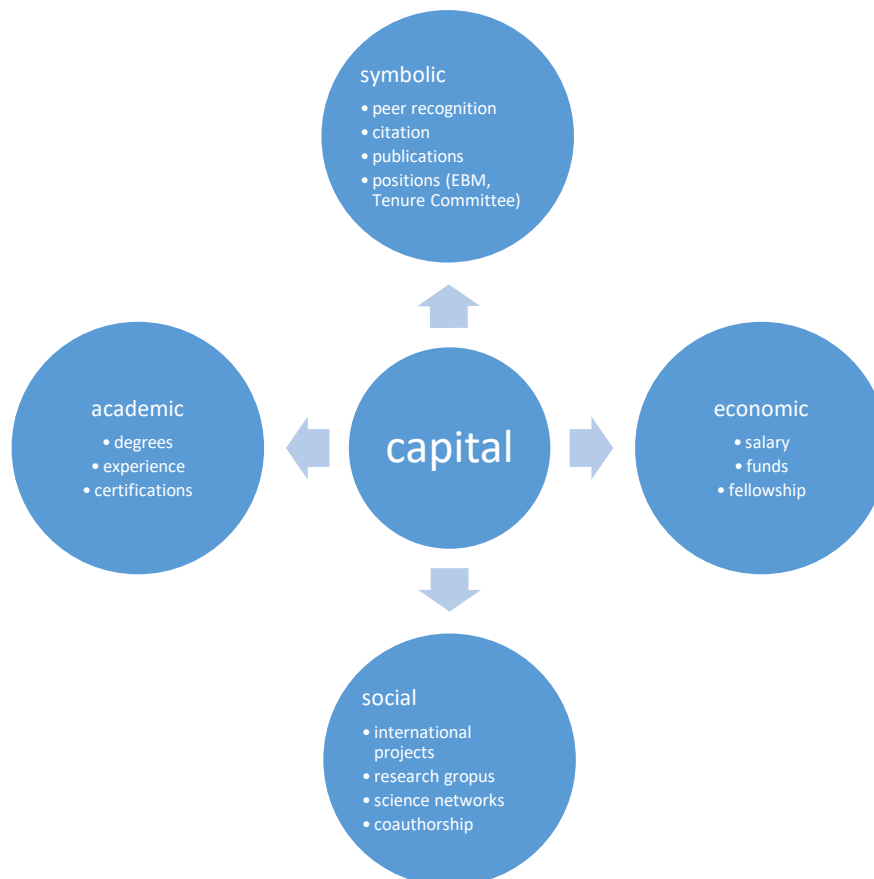 symbolic
• peer recognition
• citation
• publications
• positions (EBM,
Tenure Committee)
academic
• degrees
• experience
• certifications
capital
economic
• salary
• funds
• fellowship
social
• international
projects
• research gropus
• science networks
• coauthorship